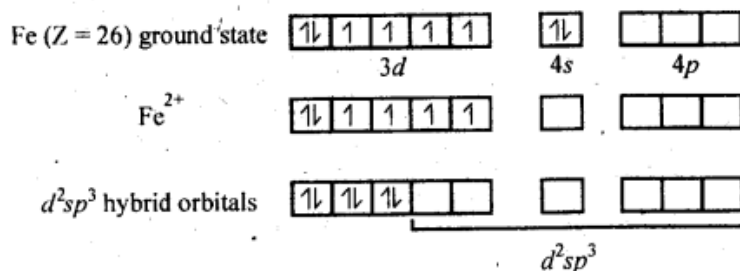 Fe (Z = 26) ground state ⥮ ↿ ↿ ↿ ↿ ⥮
3d 4s 4p
Fe²⁺ ⥮ ↿ ↿ ↿ ↿
d²sp³ hybrid orbitals ⥮ ⥮ ⥮
d²sp³